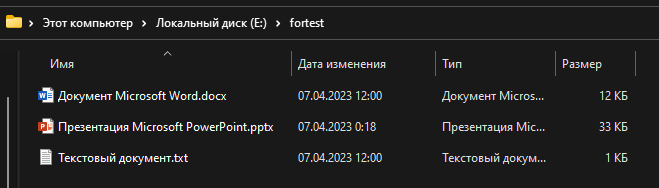 Этот компьютер > Локальный диск (E:) > fortest
Имя Дата изменения Тип Размер
Документ Microsoft Word.docx 07.04.2023 12:00 Документ Micros... 12 КБ
Презентация Microsoft PowerPoint.pptx 07.04.2023 0:18 Презентация Mic... 33 КБ
Текстовый документ.txt 07.04.2023 12:00 Текстовый докум... 1 КБ